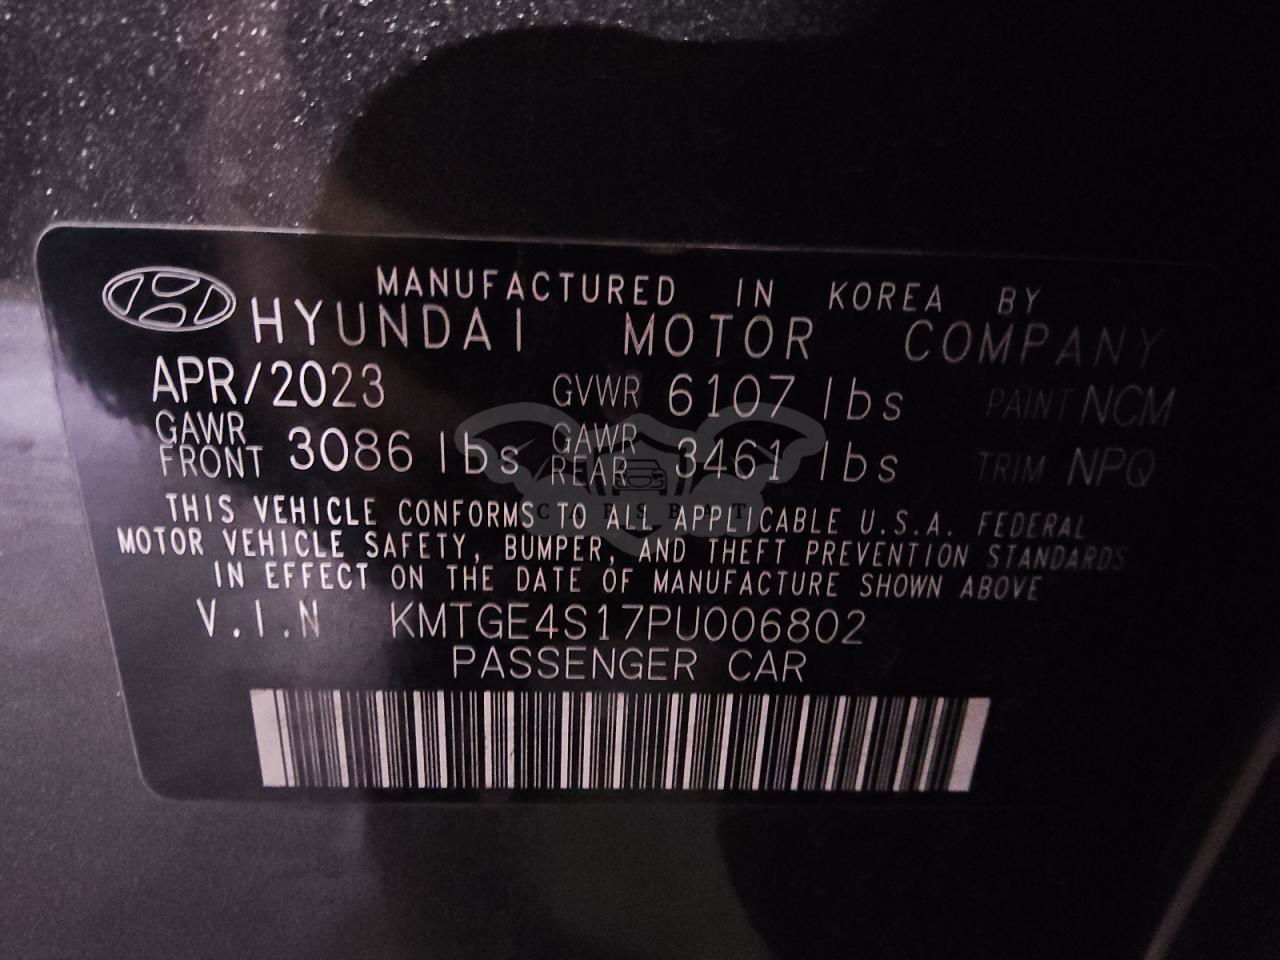 MANUFACTURED IN KOREA BY
HYUNDAI MOTOR COMPANY
APR/2023 GVWR 6107 lbs PAINT NCM
GAWR FRONT 3086 lbs GAWR REAR 3461 lbs TRIM NPQ
THIS VEHICLE CONFORMS TO ALL APPLICABLE U.S.A. FEDERAL
MOTOR VEHICLE SAFETY, BUMPER, AND THEFT PREVENTION STANDARDS
IN EFFECT ON THE DATE OF MANUFACTURE SHOWN ABOVE
V.I.N KMTGE4S17PU006802
PASSENGER CAR
CARSBAT